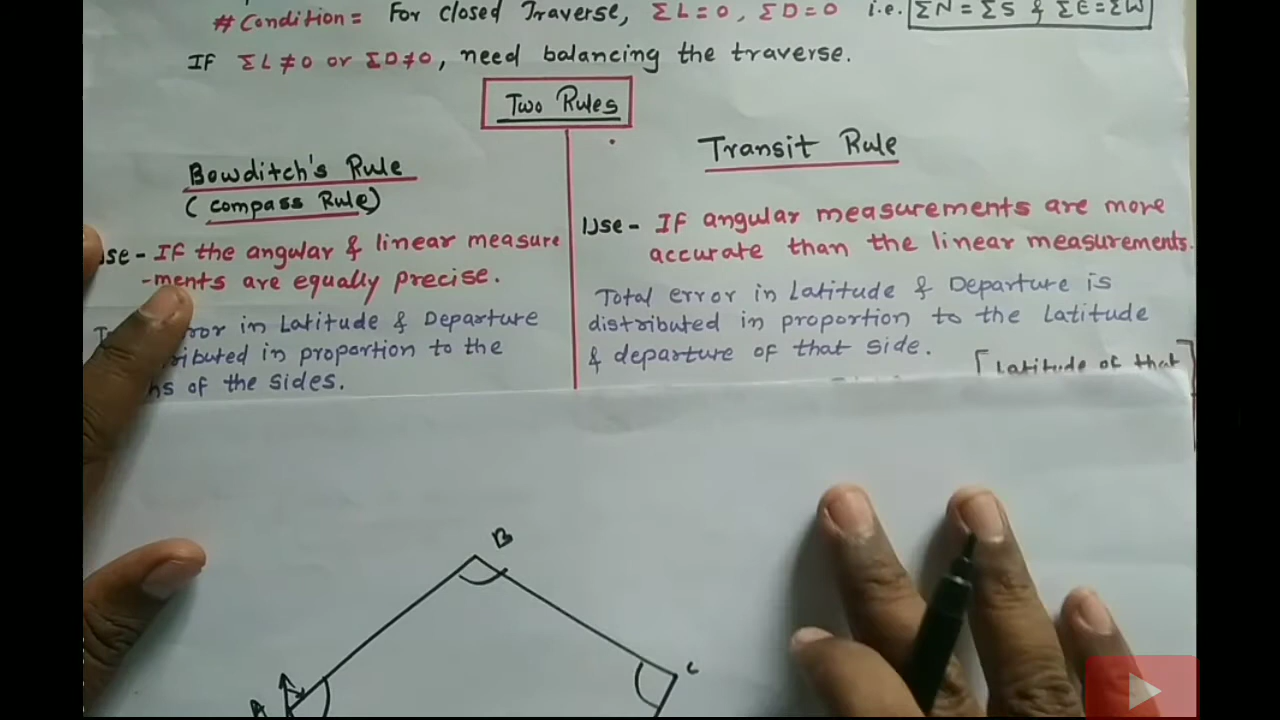 # Condition = For closed Traverse, ΣL=0, ΣD=0 i.e. ΣN=ΣS & ΣE=ΣW
If ΣL≠0 or ΣD≠0, need balancing the traverse.
Two Rules
Bowditch's Rule
(compass Rule)
se - If the angular & linear measure
-ments are equally precise.
ror in Latitude & Departure
ributed in proportion to the
hs of the sides.
Transit Rule
Use - If angular measurements are more
accurate than the linear measurements.
Total error in Latitude & Departure is
distributed in proportion to the Latitude
& departure of that side.
[Latitude of that]
B
C
A